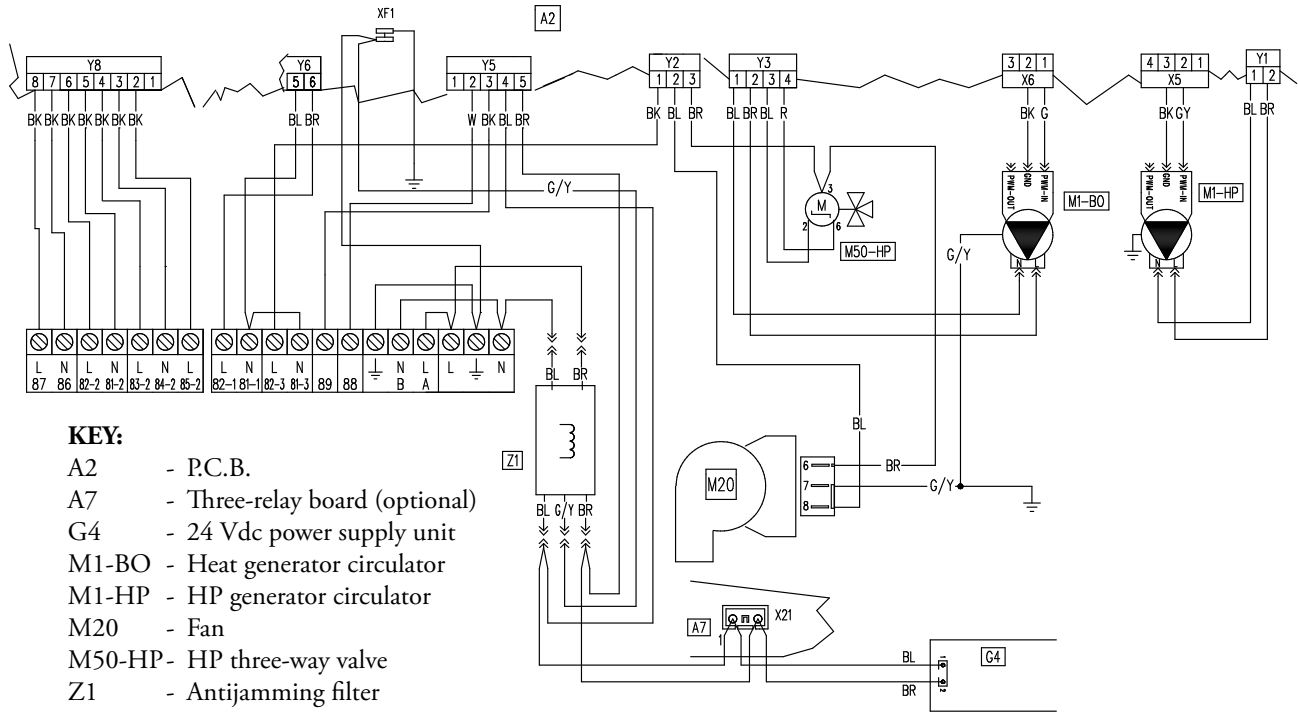 XF1
A2
Y8
8 7 6 5 4 3 2 1
Y6
5 6
Y5
1 2 3 4 5
Y2
1 2 3
Y3
1 2 3 4
3 2 1
X6
4 3 2 1
X5
Y1
1 2
BK BK BK BK BK BK BK
BL BR
W BK BL BR
BK BL BR
BL BR BL R
BK G
BK GY
BL BR
PWM-OUT
GND
PWM-IN
M1-BO
PWM-OUT
GND
PWM-IN
M1-HP
G/Y
3
M
2 6
M50-HP
G/Y
N L
N L
L N L N L N L
87 86 82-2 81-2 83-2 84-2 85-2
L N L N N L L N
82-1 81-1 82-3 81-3 89 88 B A
BL BR
Z1
BL G/Y BR
BL
M20
6
7
8
BR
G/Y
KEY:
A2 - P.C.B.
A7 - Three-relay board (optional)
G4 - 24 Vdc power supply unit
M1-BO - Heat generator circulator
M1-HP - HP generator circulator
M20 - Fan
M50-HP- HP three-way valve
Z1 - Antijamming filter
A7
1
X21
BL
BR
1
2
G4